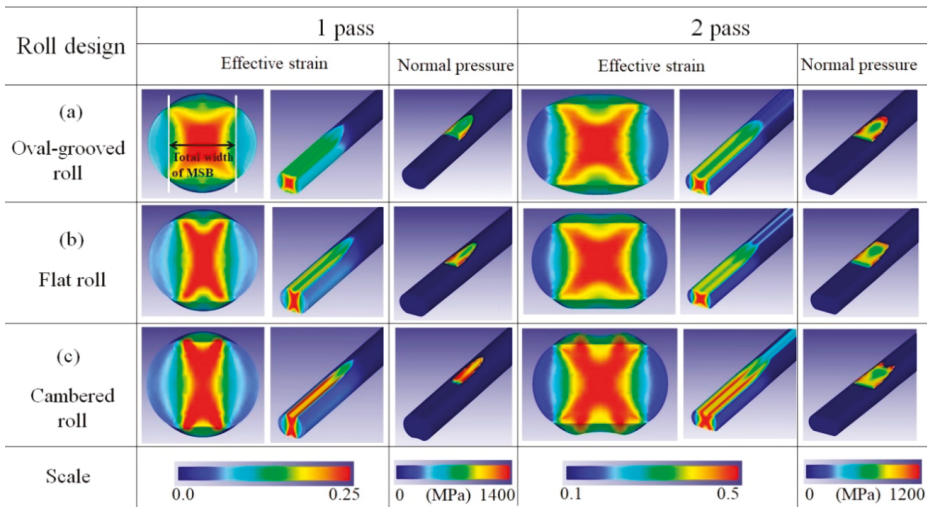 Roll design
1 pass
2 pass
Effective strain
Normal pressure
Effective strain
Normal pressure
(a)
Oval-grooved
roll
Total width
of MSB
(b)
Flat roll
(c)
Cambered
roll
Scale
0.0 0.25
0 (MPa) 1400
0.1 0.5
0 (MPa) 1200